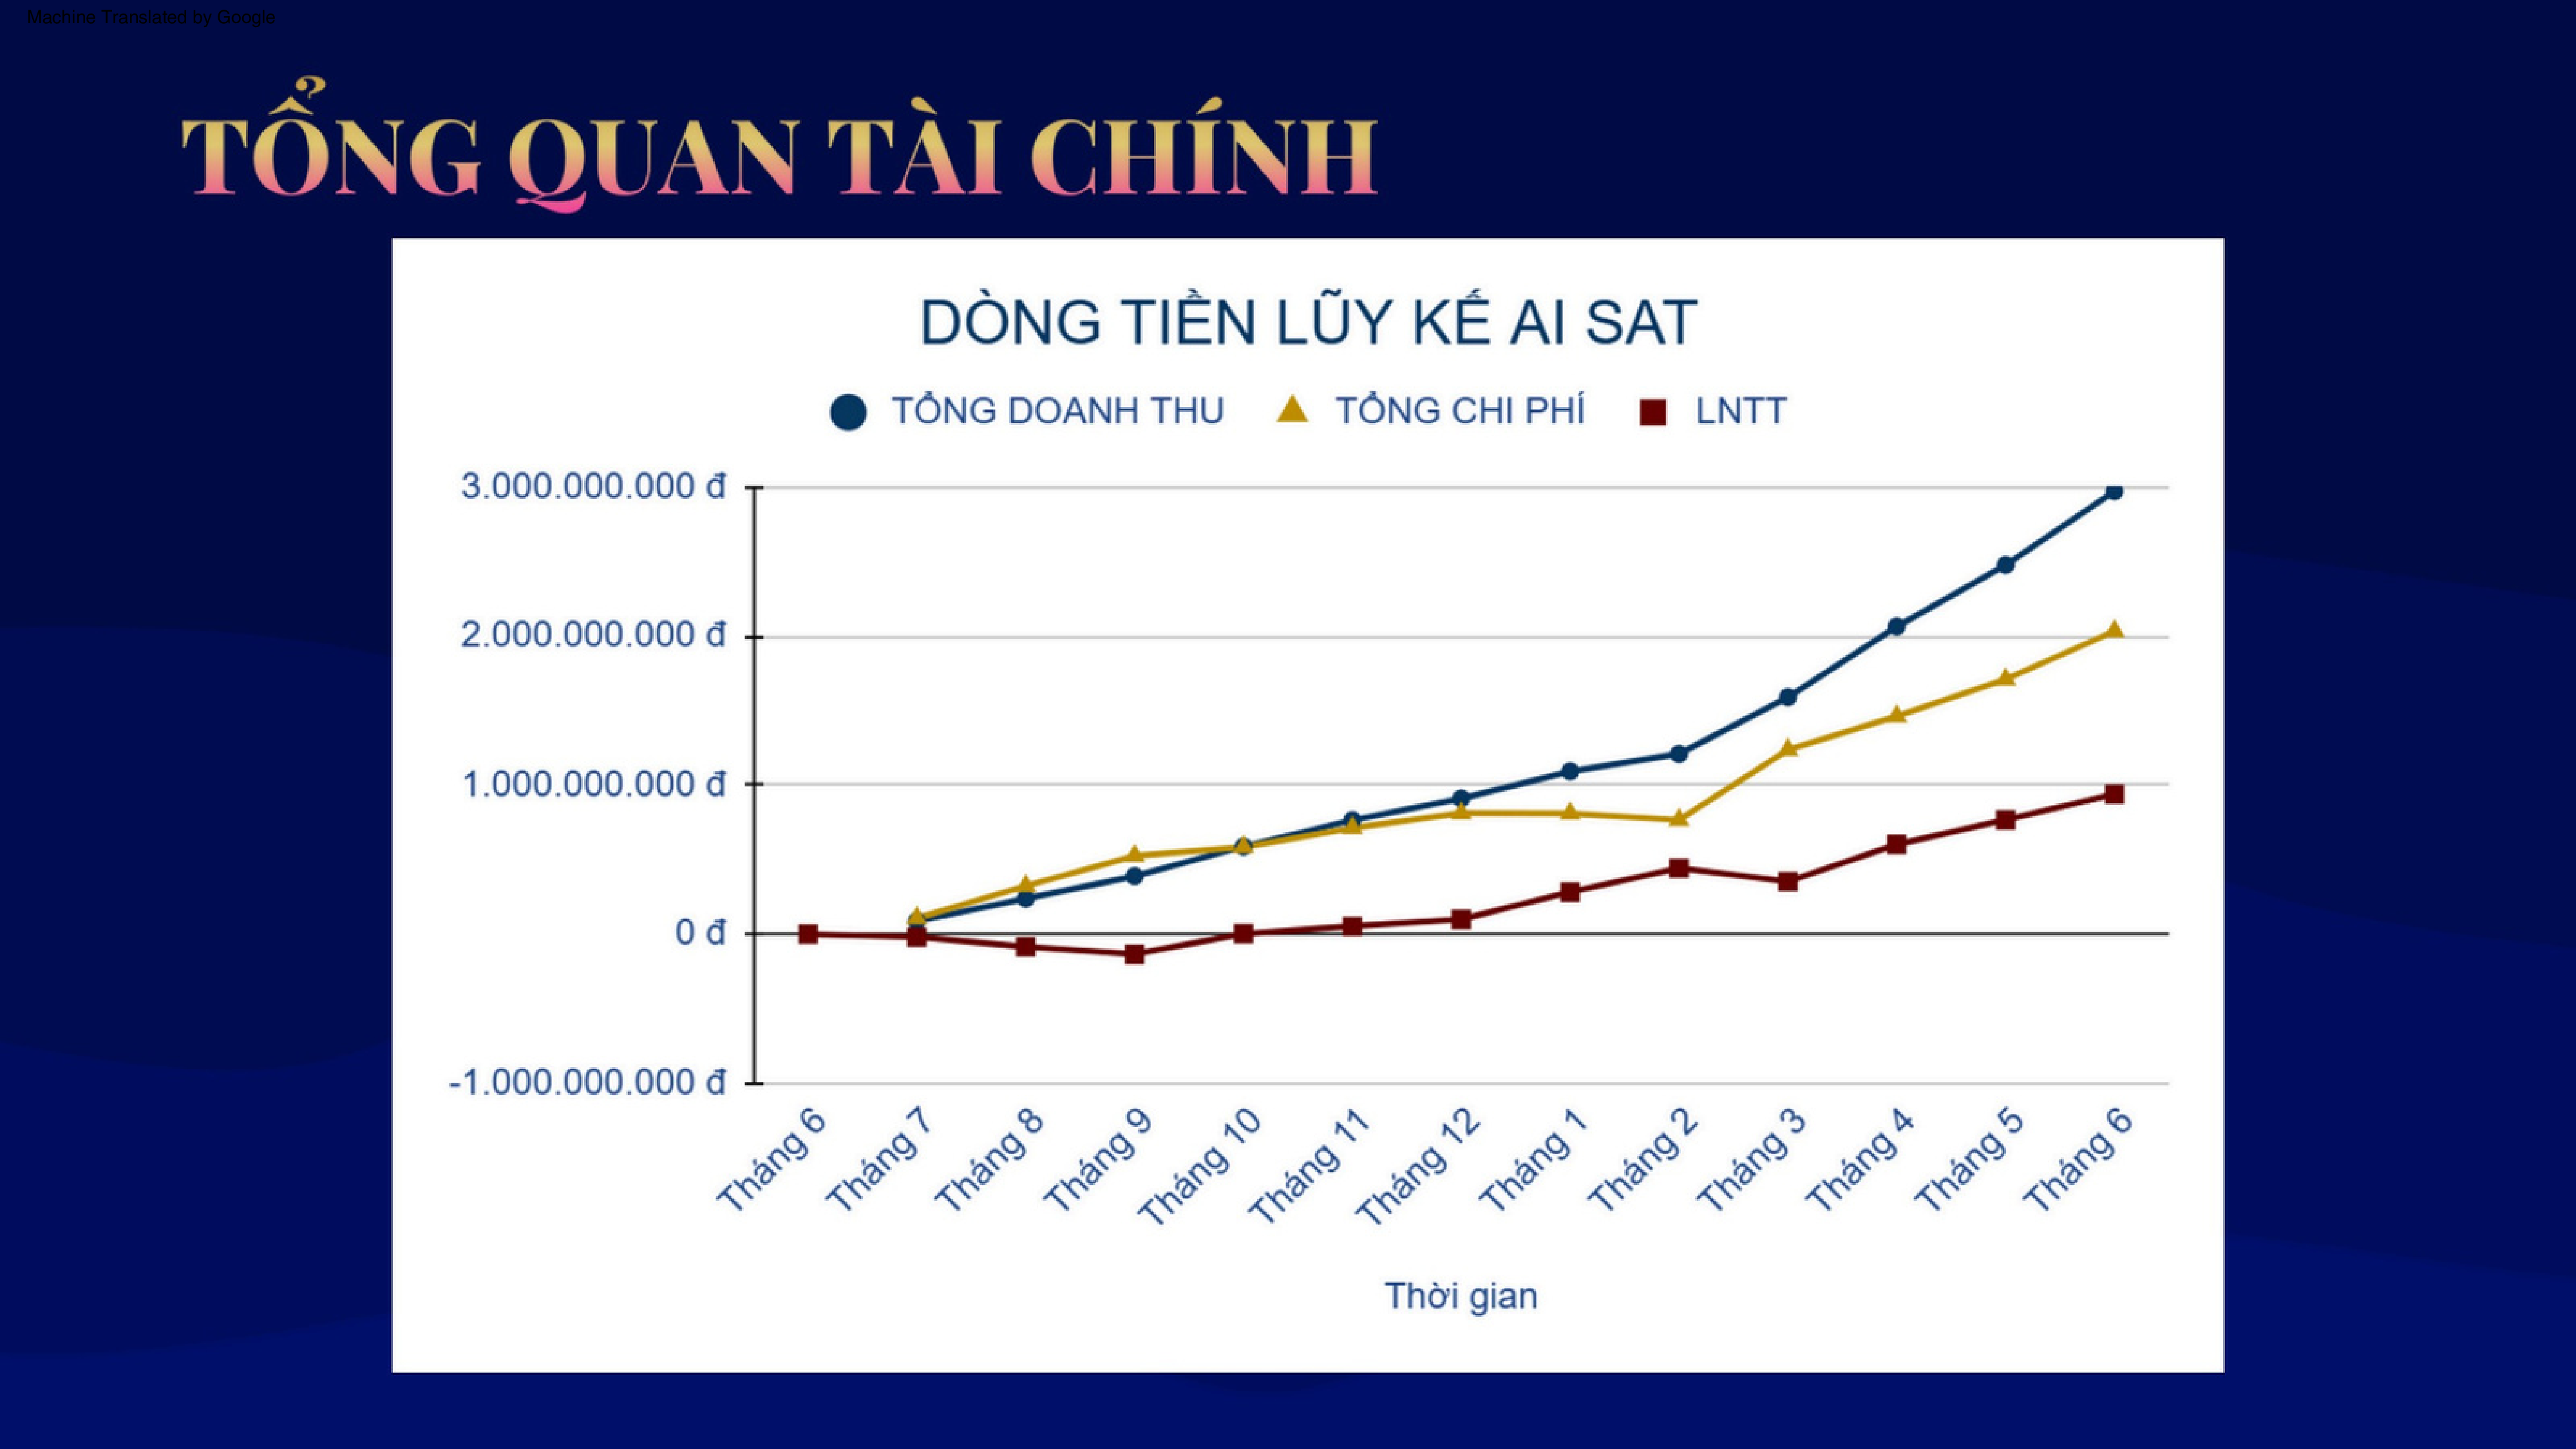 Machine Translated by Google
TỔNG QUAN TÀI CHÍNH
DÒNG TIỀN LŨY KẾ AI SAT
TỔNG DOANH THU TỔNG CHI PHÍ LNTT
3.000.000.000 đ
2.000.000.000 đ
1.000.000.000 đ
0 đ
-1.000.000.000 đ
Tháng 6 Tháng 7 Tháng 8 Tháng 9 Tháng 10 Tháng 11 Tháng 12 Tháng 1 Tháng 2 Tháng 3 Tháng 4 Tháng 5 Tháng 6
Thời gian